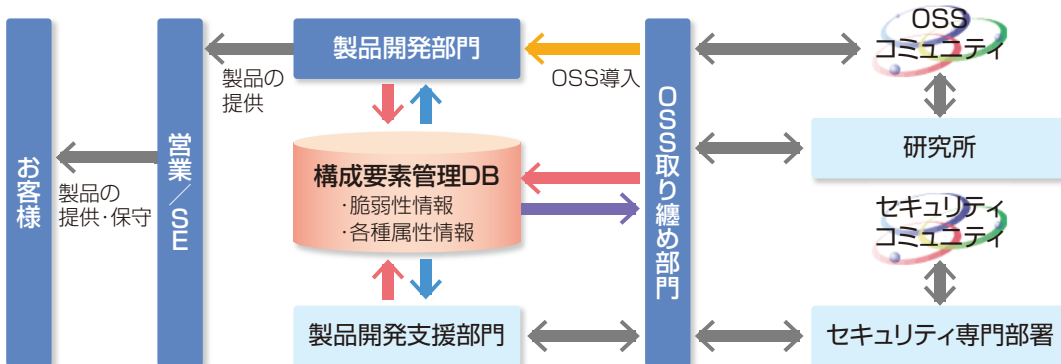 お客様
製品の
提供・保守
営業／SE
製品の
提供
製品開発部門
OSS導入
構成要素管理DB
・脆弱性情報
・各種属性情報
製品開発支援部門
OSS取り纏め部門
OSS
コミュニティ
研究所
セキュリティ
コミュニティ
セキュリティ専門部署